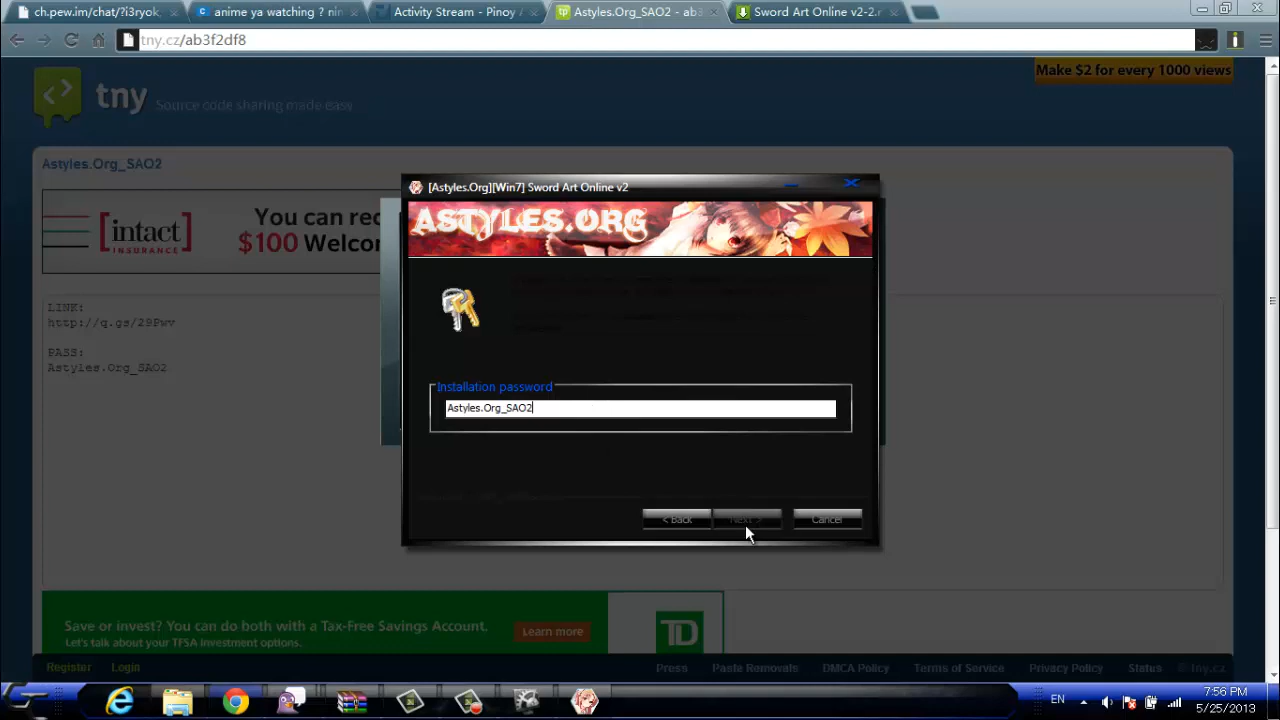 ch.pew.im/chat/?i3ryok
anime ya watching ? nin
Activity Stream - Pinoy /
Astyles.Org_SAO2 - ab3
Sword Art Online v2-2.r
tny.cz/ab3f2df8
Make $2 for every 1000 views
tny Source code sharing made easy
Astyles.Org_SAO2
[intact]
INSURANCE
You can rec
$100 Welcom
LINK:
http://q.gs/29Pwv
PASS:
Astyles.Org_SAO2
[Astyles.Org][Win7] Sword Art Online v2
ASTYLES.ORG
Installation password
Astyles.Org_SAO2
< Back
Next >
Cancel
Save or invest? You can do both with a Tax-Free Savings Account.
Let's talk about your TFSA investment options.
Learn more
TD
Register
Login
Press
Paste Removals
DMCA Policy
Terms of Service
Privacy Policy
Status
© tny.cz
EN
7:56 PM
5/25/2013